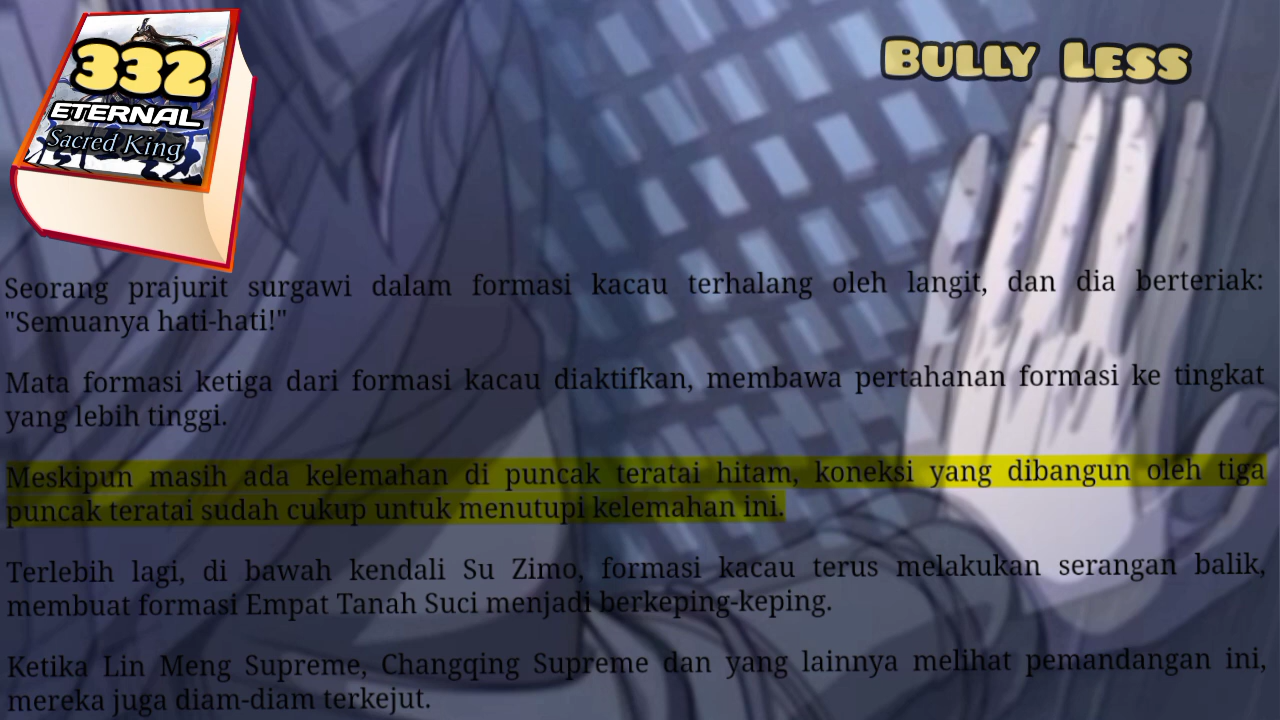 332
ETERNAL
Sacred King
BULLY LESS
Seorang prajurit surgawi dalam formasi kacau terhalang oleh langit, dan dia berteriak:
"Semuanya hati-hati!"
Mata formasi ketiga dari formasi kacau diaktifkan, membawa pertahanan formasi ke tingkat
yang lebih tinggi.
Meskipun masih ada kelemahan di puncak teratai hitam, koneksi yang dibangun oleh tiga
puncak teratai sudah cukup untuk menutupi kelemahan ini.
Terlebih lagi, di bawah kendali Su Zimo, formasi kacau terus melakukan serangan balik,
membuat formasi Empat Tanah Suci menjadi berkeping-keping.
Ketika Lin Meng Supreme, Changqing Supreme dan yang lainnya melihat pemandangan ini,
mereka juga diam-diam terkejut.